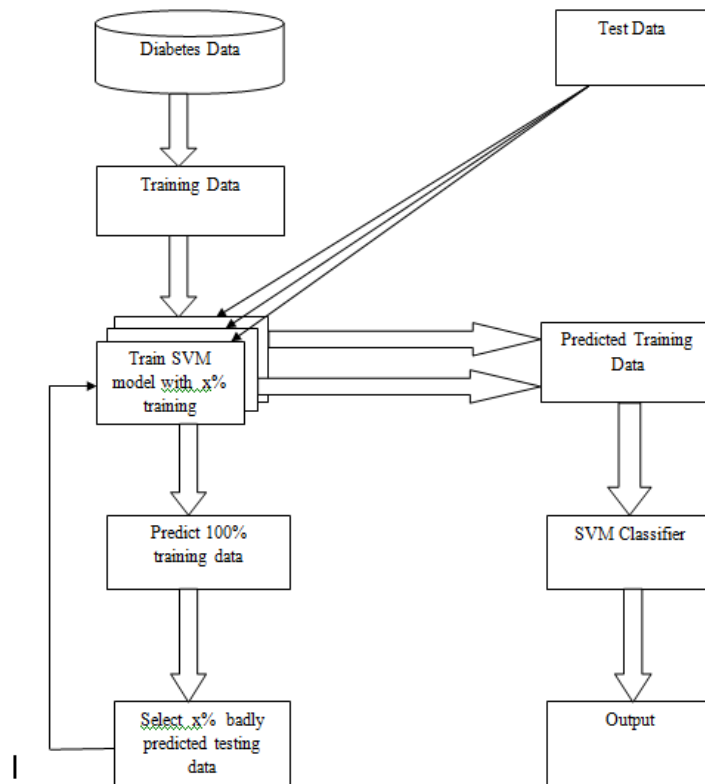 Diabetes Data
Test Data
Training Data
Train SVM
model with x%
training
Predicted Training
Data
Predict 100%
training data
SVM Classifier
Select x% badly
predicted testing
data
Output